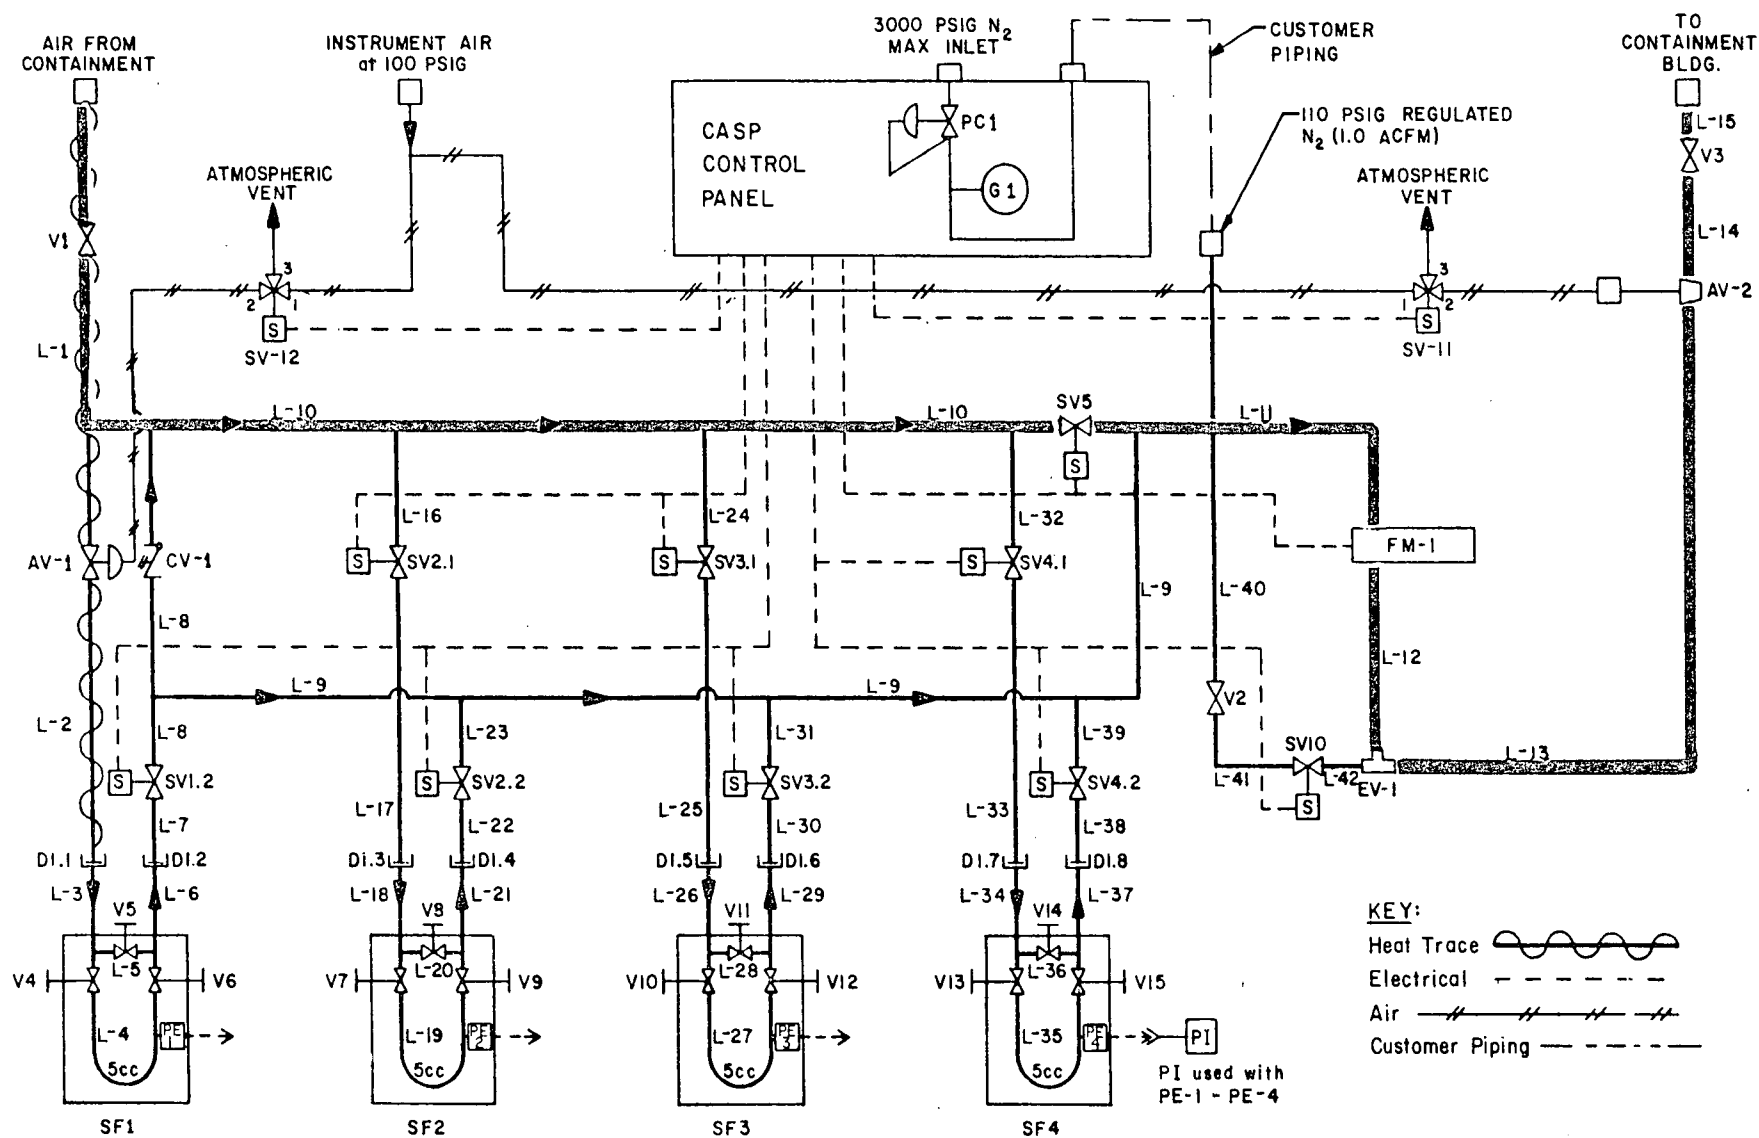 AIR FROM
CONTAINMENT
INSTRUMENT AIR
at 100 PSIG
3000 PSIG N2
MAX INLET
CUSTOMER
PIPING
TO
CONTAINMENT
BLDG.
L-15
V3
110 PSIG REGULATED
N2 (1.0 ACFM)
CASP
CONTROL
PANEL
PC1
G1
ATMOSPHERIC
VENT
ATMOSPHERIC
VENT
V1
L-14
3
2
1
S
SV-12
3
1
2
S
SV-11
AV-2
L-1
L-10
L-10
SV5
S
L-11
L-16
L-24
L-32
AV-1
CV-1
S
SV2.1
S
SV3.1
S
SV4.1
FM-1
L-8
L-9
L-40
L-12
L-9
L-9
V2
L-2
L-8
L-23
L-31
L-39
S
SV1.2
S
SV2.2
S
SV3.2
S
SV4.2
SV10
L-13
L-41
L-42
EV-1
S
L-7
L-17
L-22
L-25
L-30
L-33
L-38
D1.1
D1.2
D1.3
D1.4
D1.5
D1.6
D1.7
D1.8
L-3
L-6
L-18
L-21
L-26
L-29
L-34
L-37
V5
V8
V11
V14
L-5
L-20
L-28
L-36
V4
V6
V7
V9
V10
V12
V13
V15
L-4
PE
1
L-19
PE
2
L-27
PE
3
L-35
PE
4
PI
5cc
5cc
5cc
5cc
PI used with
PE-1 - PE-4
SF1
SF2
SF3
SF4
KEY:
Heat Trace
Electrical
Air
Customer Piping